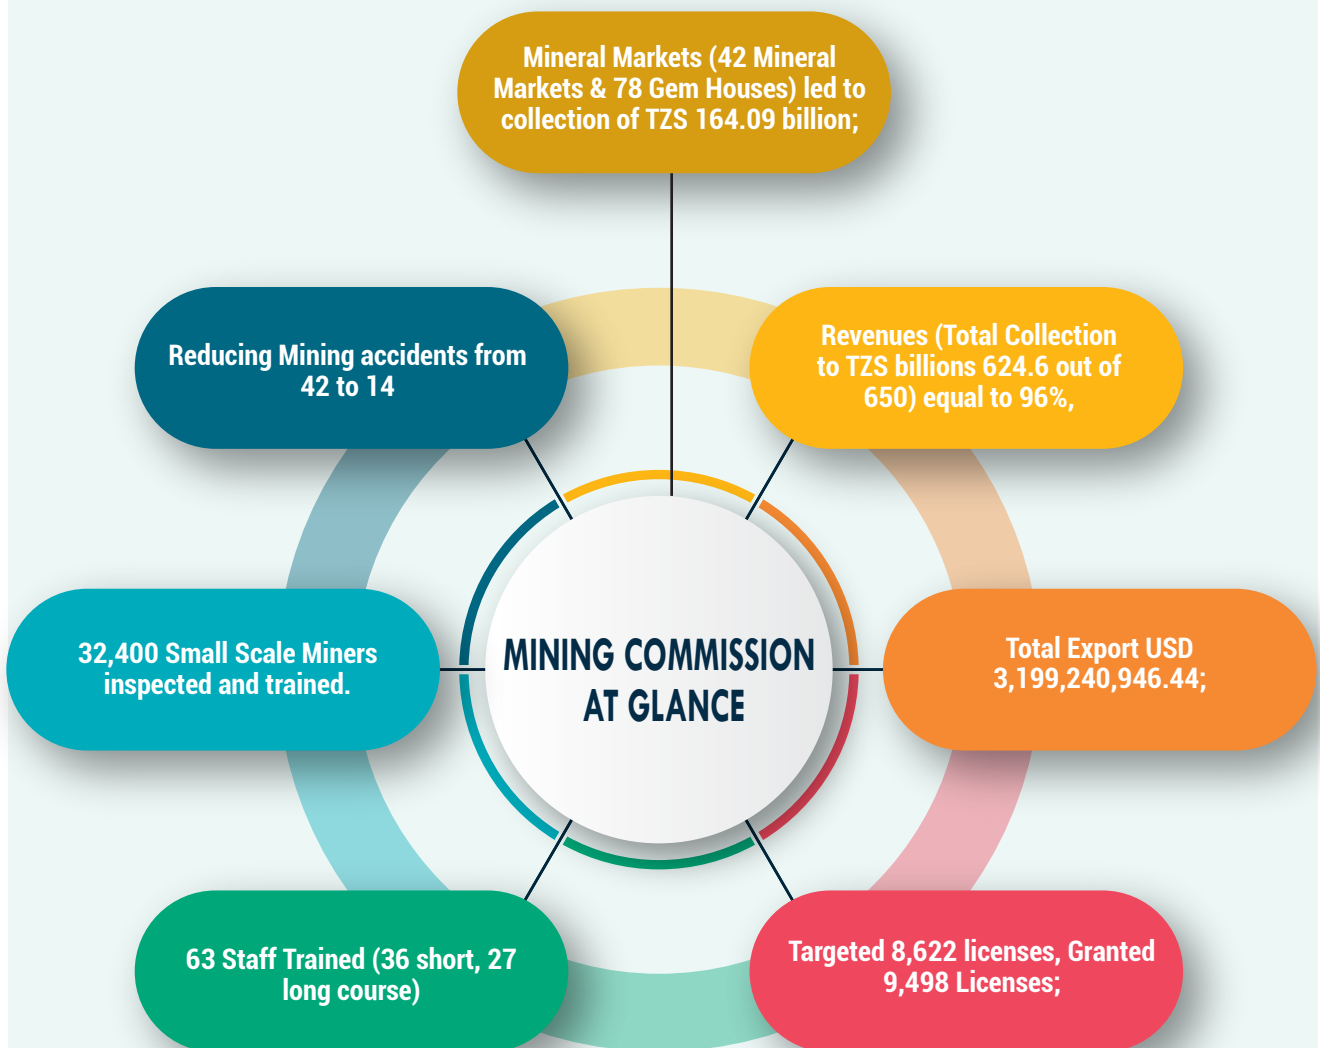 Mineral Markets (42 Mineral
Markets & 78 Gem Houses) led to
collection of TZS 164.09 billion;
Reducing Mining accidents from
42 to 14
Revenues (Total Collection
to TZS billions 624.6 out of
650) equal to 96%,
32,400 Small Scale Miners
inspected and trained.
MINING COMMISSION
AT GLANCE
Total Export USD
3,199,240,946.44;
63 Staff Trained (36 short, 27
long course)
Targeted 8,622 licenses, Granted
9,498 Licenses;